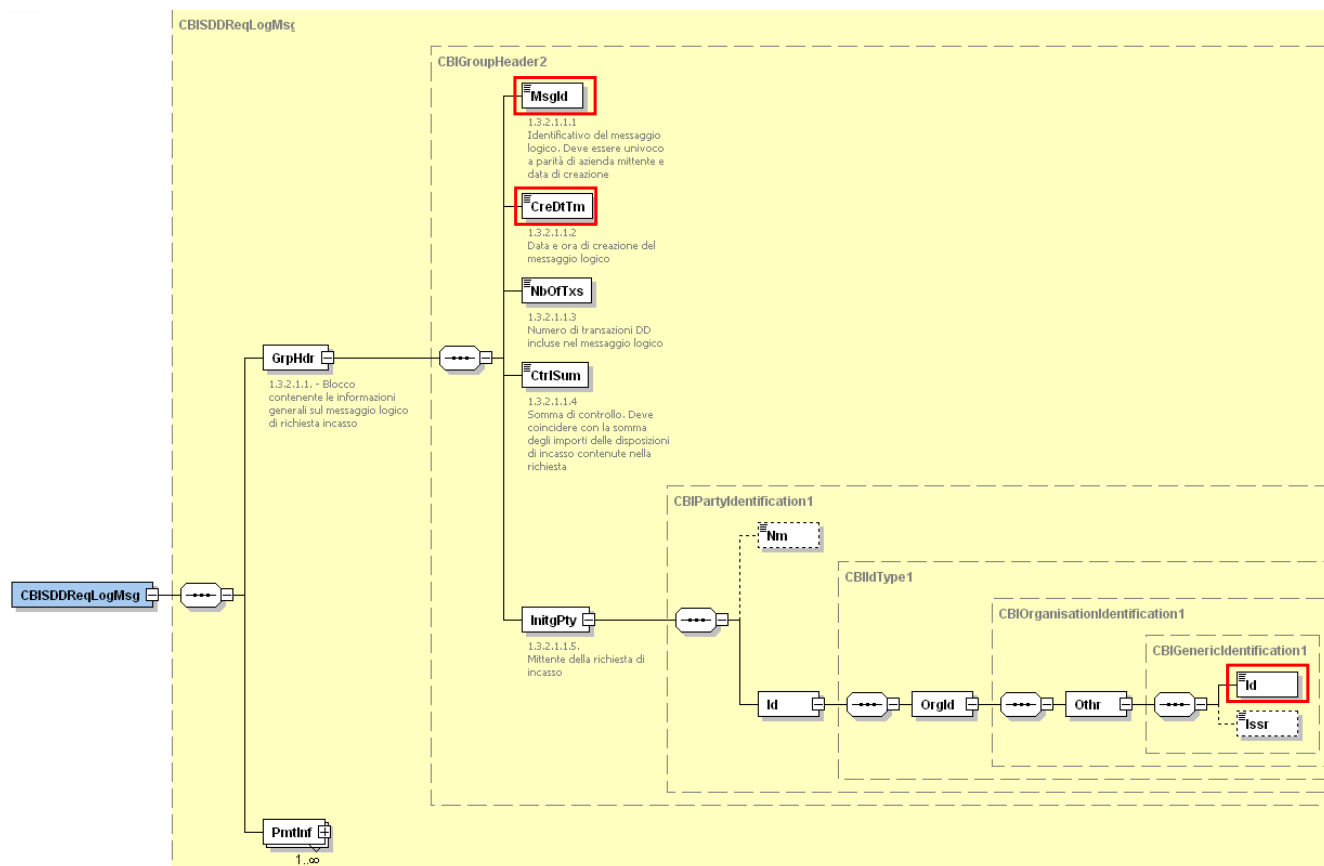 CBISDDReqLogMsg
CBIGroupHeader2
MsgId
1.3.2.1.1.1
Identificativo del messaggio
logico. Deve essere univoco
a parità di azienda mittente e
data di creazione
CreDtTm
1.3.2.1.1.2
Data e ora di creazione del
messaggio logico
NbOfTxs
1.3.2.1.1.3
Numero di transazioni DD
incluse nel messaggio logico
GrpHdr
1.3.2.1.1. - Blocco
contenente le informazioni
generali sul messaggio logico
di richiesta incasso
CtrlSum
1.3.2.1.1.4
Somma di controllo. Deve
coincidere con la somma
degli importi delle disposizioni
di incasso contenute nella
richiesta
CBIPartyIdentification1
Nm
CBIIdType1
CBIOrganisationIdentification1
CBIGenericIdentification1
CBISDDReqLogMsg
InitgPty
1.3.2.1.1.5.
Mittente della richiesta di
incasso
Id
OrgId
Othr
Id
Issr
PmtInf
1..∞